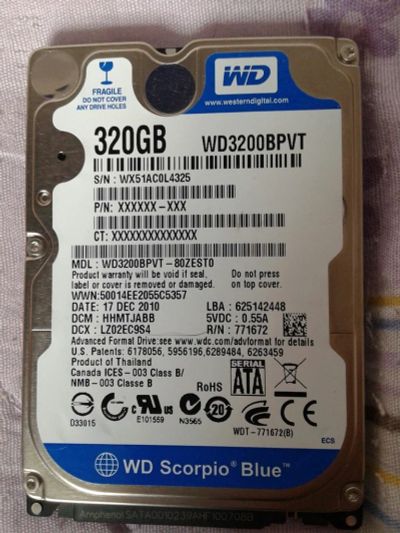 FRAGILE
DO NOT COVER
ANY DRIVE HOLES
WD
www.westerndigital.com
320GB WD3200BPVT
S/N : WX51AC0L4325
P/N: XXXXXX-XXX
CT: XXXXXXXXXXXXXX
MDL : WD3200BPVT-80ZEST0
Product warranty will be void if seal, Do not press
label or cover is removed or damaged. on top cover.
WWN:50014EE2055C5357
DATE: 17 DEC 2010 LBA : 625142448
DCM : HHMTJABB 5VDC : 0.55A
DCX : LZ02EC9S4 R/N : 771672
Advanced Format Drive:see www.wdc.com/advformat for details
U.S. Patents: 6178056, 5956196,6289484, 6263459
Product of Thailand
Canada ICES-003 Class B/
NMB-003 Classe B
RoHS
SERIAL
ATA
20
D33015 E101559 N3565
WDT-771672(B)
ECS
WD Scorpio® Blue™
Amphenol SATA0010239AHF100708B